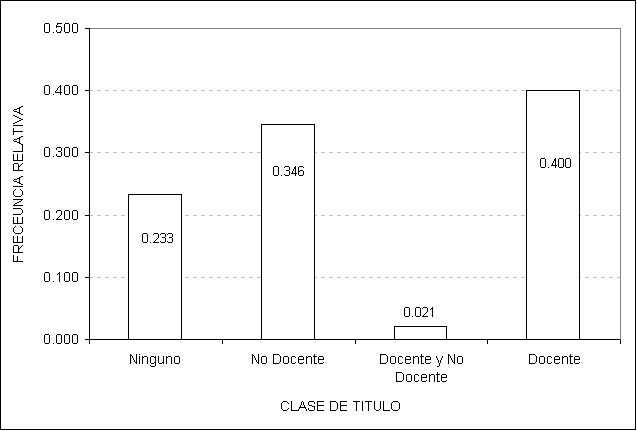 0.500
0.400
0.300
0.200
0.100
0.000
FRECEUNCIA RELATIVA
0.233
0.346
0.021
0.400
Ninguno
No Docente
Docente y No
Docente
Docente
CLASE DE TITULO